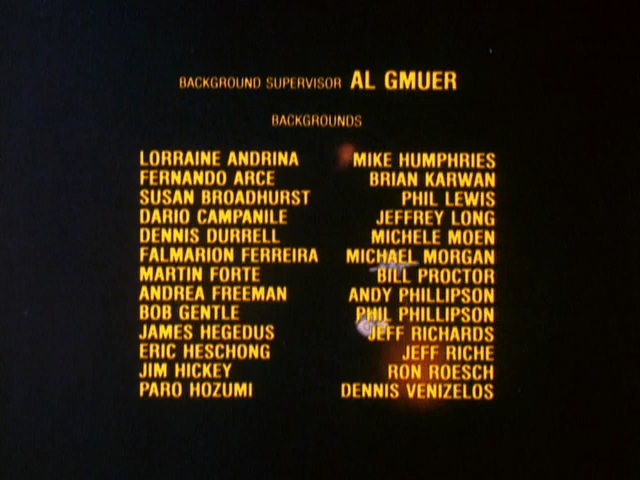 BACKGROUND SUPERVISOR AL GMUER
BACKGROUNDS
LORRAINE ANDRINA MIKE HUMPHRIES
FERNANDO ARCE BRIAN KARWAN
SUSAN BROADHURST PHIL LEWIS
DARIO CAMPANILE JEFFREY LONG
DENNIS DURRELL MICHELE MOEN
FALMARION FERREIRA MICHAEL MORGAN
MARTIN FORTE BILL PROCTOR
ANDREA FREEMAN ANDY PHILLIPSON
BOB GENTLE PHIL PHILLIPSON
JAMES HEGEDUS JEFF RICHARDS
ERIC HESCHONG JEFF RICHE
JIM HICKEY RON ROESCH
PARO HOZUMI DENNIS VENIZELOS